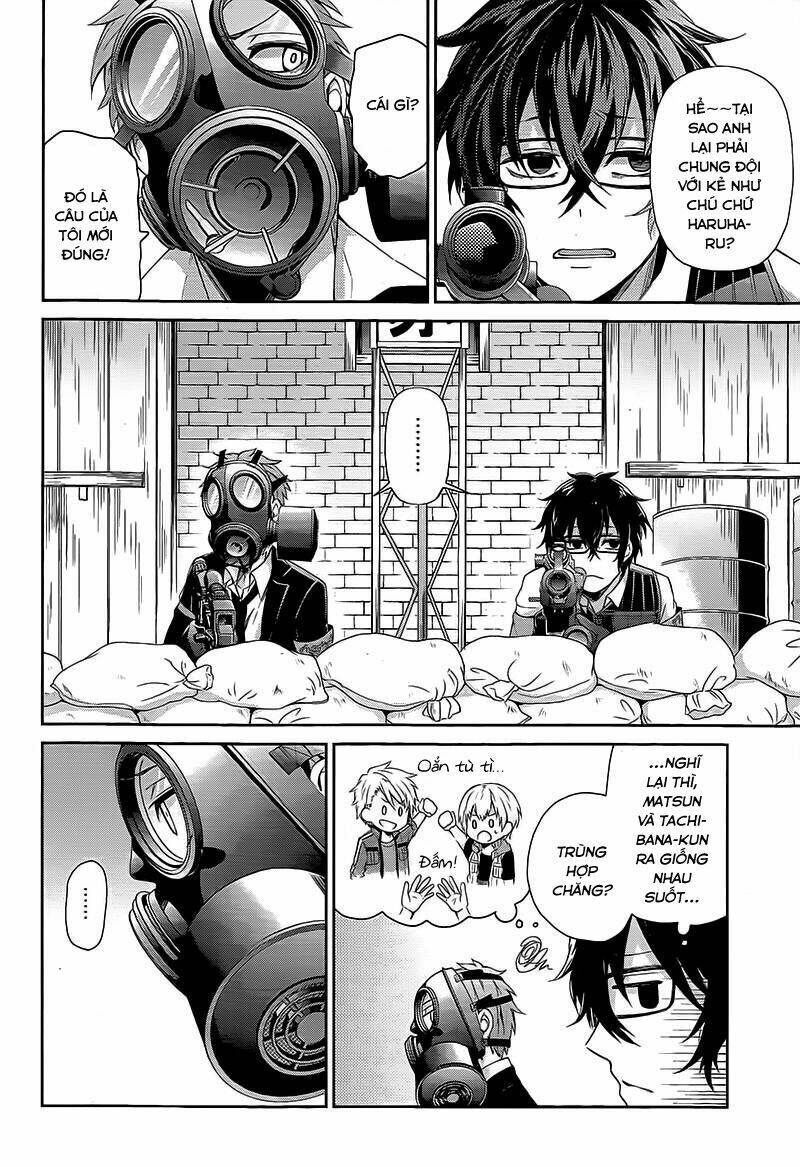 HỂ~~TẠI
SAO ANH
LẠI PHẢI
CHUNG ĐỘI
VỚI KẺ NHƯ
CHÚ CHỨ
HARUHA-
RU?
CÁI GÌ?
ĐÓ LÀ
CÂU CỦA
TÔI MỚI
ĐÚNG!
........
...NGHĨ
LẠI THÌ,
MATSUN
VÀ TACHI-
BANA-KUN
RA GIỐNG
NHAU
SUỐT...
TRÙNG
HỢP
CHĂNG?
Oẳn tù tì...
Đấm!
......